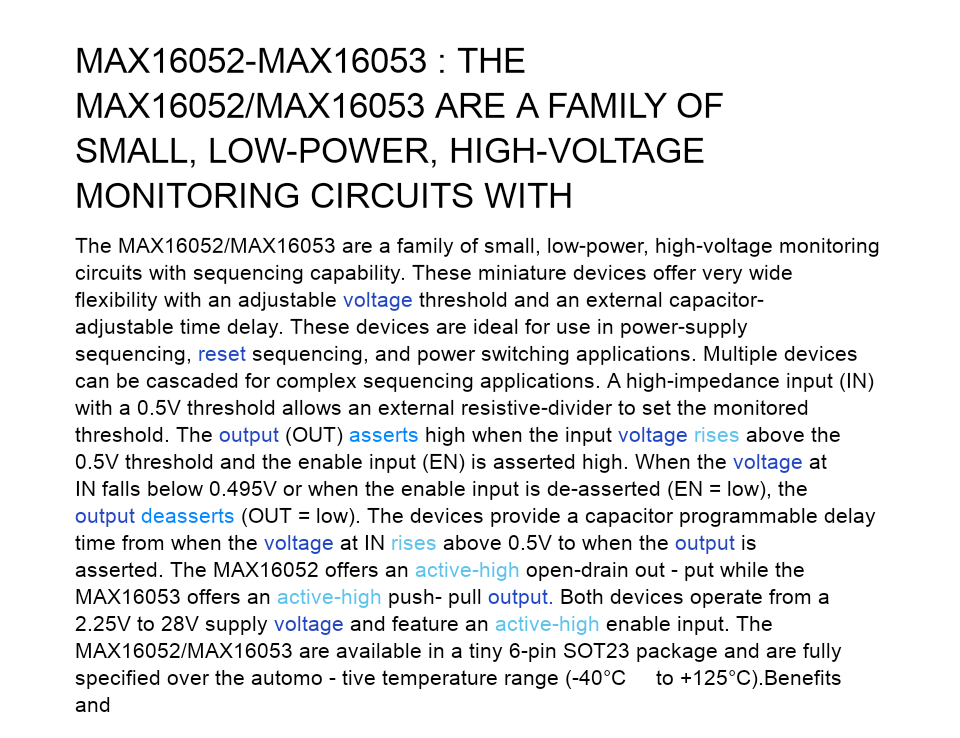 MAX16052-MAX16053 : THE
MAX16052/MAX16053 ARE A FAMILY OF
SMALL, LOW-POWER, HIGH-VOLTAGE
MONITORING CIRCUITS WITH
The MAX16052/MAX16053 are a family of small, low-power, high-voltage monitoring
circuits with sequencing capability. These miniature devices offer very wide
flexibility with an adjustable voltage threshold and an external capacitor-
adjustable time delay. These devices are ideal for use in power-supply
sequencing, reset sequencing, and power switching applications. Multiple devices
can be cascaded for complex sequencing applications. A high-impedance input (IN)
with a 0.5V threshold allows an external resistive-divider to set the monitored
threshold. The output (OUT) asserts high when the input voltage rises above the
0.5V threshold and the enable input (EN) is asserted high. When the voltage at
IN falls below 0.495V or when the enable input is de-asserted (EN = low), the
output deasserts (OUT = low). The devices provide a capacitor programmable delay
time from when the voltage at IN rises above 0.5V to when the output is
asserted. The MAX16052 offers an active-high open-drain out - put while the
MAX16053 offers an active-high push- pull output. Both devices operate from a
2.25V to 28V supply voltage and feature an active-high enable input. The
MAX16052/MAX16053 are available in a tiny 6-pin SOT23 package and are fully
specified over the automo - tive temperature range (-40°C to +125°C).Benefits
and